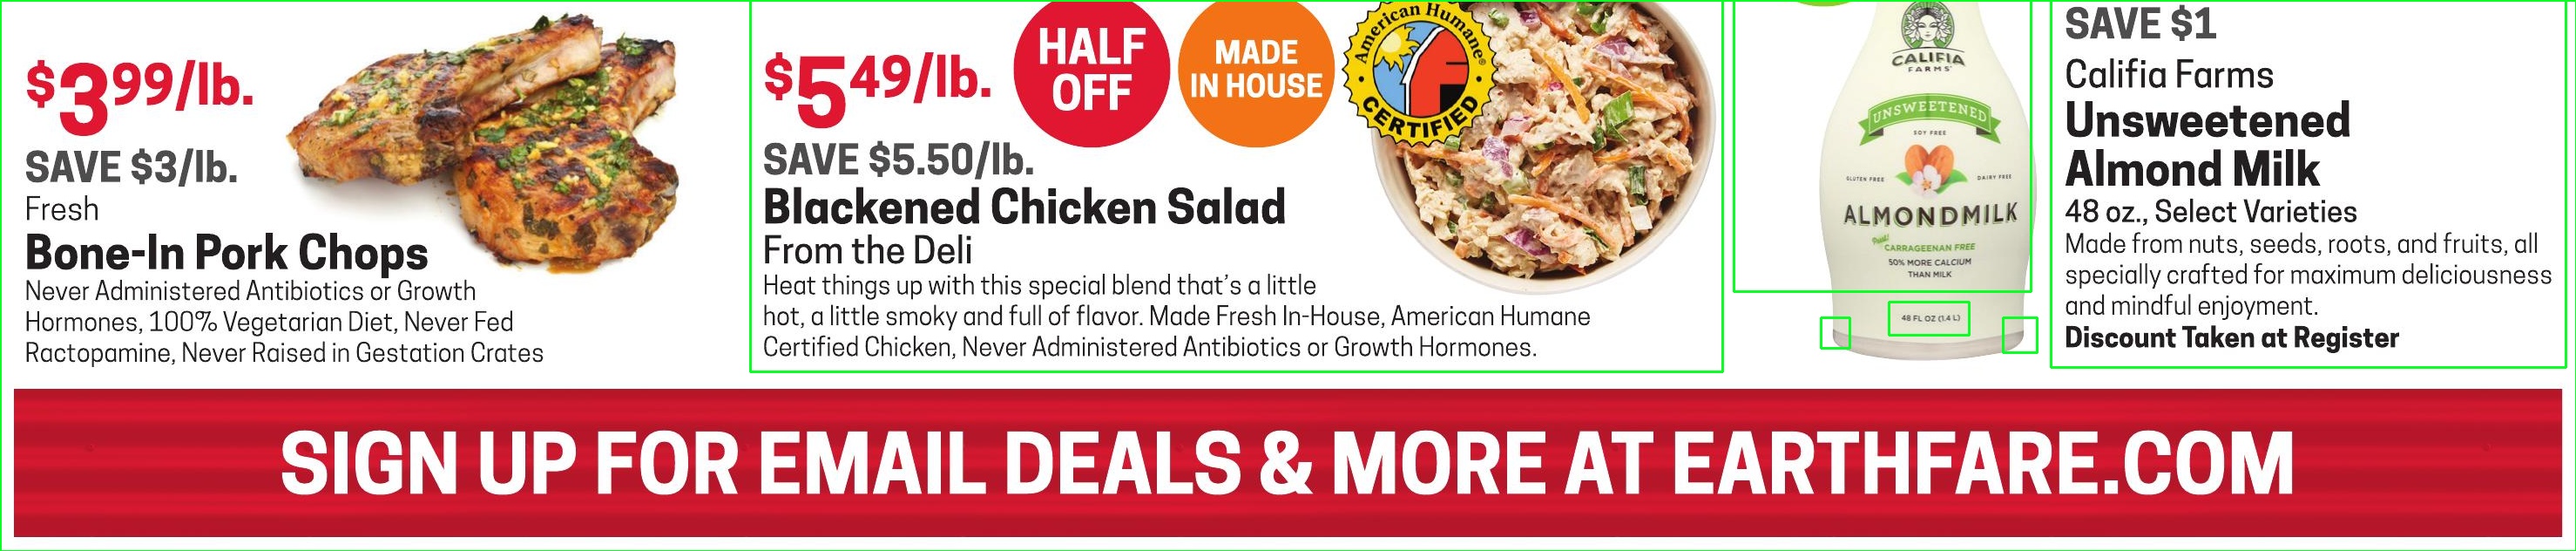 $3.99/lb.
SAVE $3/lb.
Fresh
Bone-In Pork Chops
Never Administered Antibiotics or Growth
Hormones, 100% Vegetarian Diet, Never Fed
Ractopamine, Never Raised in Gestation Crates
$5.49/lb.
HALF
OFF
MADE
IN HOUSE
American Humane®
CERTIFIED
SAVE $5.50/lb.
Blackened Chicken Salad
From the Deli
Heat things up with this special blend that's a little
hot, a little smoky and full of flavor. Made Fresh In-House, American Humane
Certified Chicken, Never Administered Antibiotics or Growth Hormones.
CALIFIA
FARMS
UNSWEETENED
SOY FREE
GLUTEN FREE
DAIRY FREE
ALMONDMILK
CARRAGEENAN FREE
50% MORE CALCIUM
THAN MILK
48 FL OZ (1.4 L)
SAVE $1
Califia Farms
Unsweetened
Almond Milk
48 oz., Select Varieties
Made from nuts, seeds, roots, and fruits, all
specially crafted for maximum deliciousness
and mindful enjoyment.
Discount Taken at Register
SIGN UP FOR EMAIL DEALS & MORE AT EARTHFARE.COM